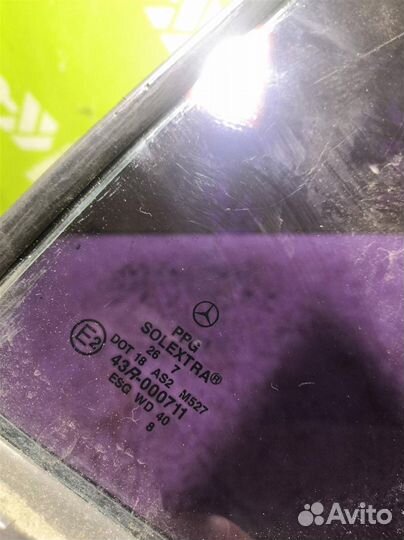 PPG
SOLEXTRA®
26 7
DOT 18 AS2 M527
E2
43R-000711
ESG WD 40
8
Avito